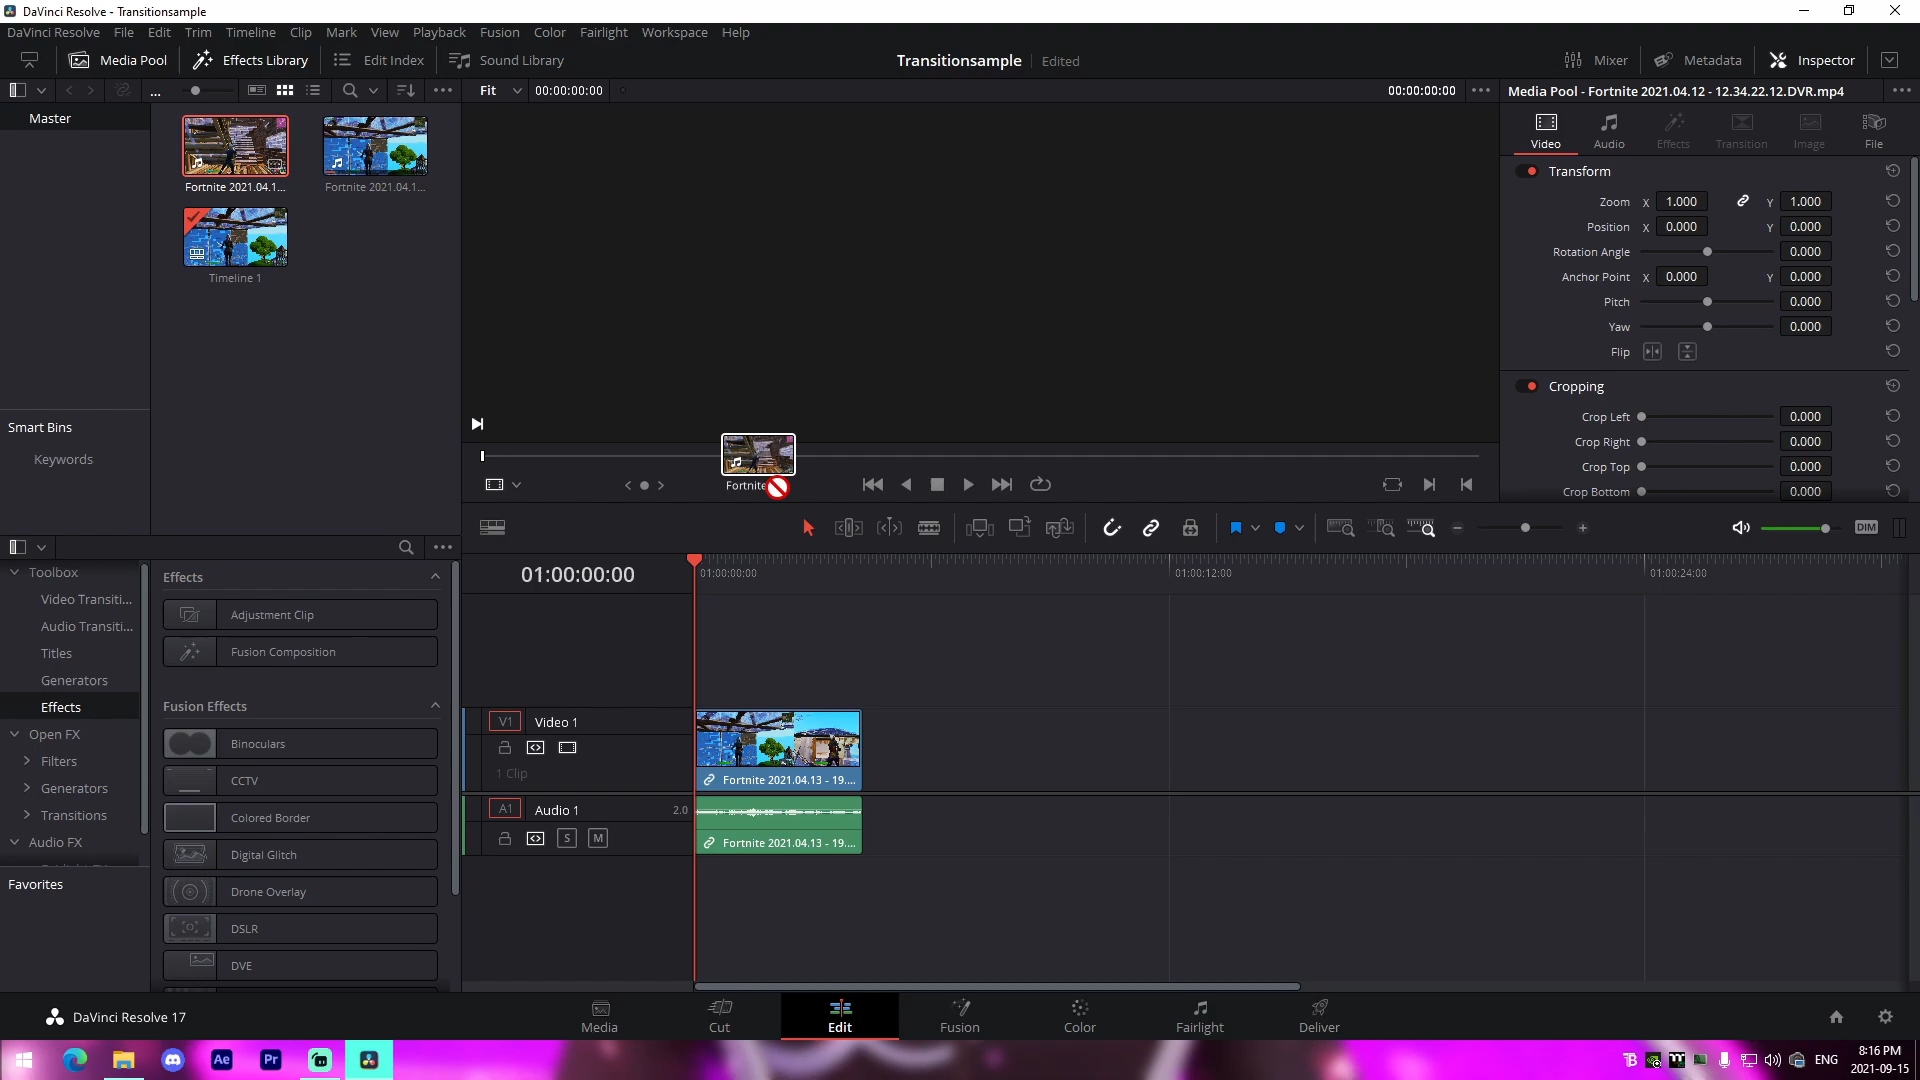 DaVinci Resolve - Transitionsample
DaVinci Resolve File Edit Trim Timeline Clip Mark View Playback Fusion Color Fairlight Workspace Help
Media Pool Effects Library Edit Index Sound Library Transitionsample Edited Mixer Metadata Inspector
... Fit 00:00:00:00 00:00:00:00 Media Pool - Fortnite 2021.04.12 - 12.34.22.12.DVR.mp4
Master
Fortnite 2021.04.1... Fortnite 2021.04.1...
Timeline 1
Smart Bins
Keywords
Video Audio Effects Transition Image File
Transform
Zoom X 1.000 Y 1.000
Position X 0.000 Y 0.000
Rotation Angle 0.000
Anchor Point X 0.000 Y 0.000
Pitch 0.000
Yaw 0.000
Flip
Cropping
Crop Left 0.000
Crop Right 0.000
Crop Top 0.000
Crop Bottom 0.000
Fortnite
DIM
Toolbox
Video Transiti...
Audio Transiti...
Titles
Generators
Effects
Open FX
Filters
Generators
Transitions
Audio FX
Favorites
Effects
Adjustment Clip
Fusion Composition
Fusion Effects
Binoculars
CCTV
Colored Border
Digital Glitch
Drone Overlay
DSLR
DVE
01:00:00:00 01:00:00:00 01:00:12:00 01:00:24:00
V1 Video 1
1 Clip
Fortnite 2021.04.13 - 19....
A1 Audio 1 2.0
S M
Fortnite 2021.04.13 - 19....
DaVinci Resolve 17 Media Cut Edit Fusion Color Fairlight Deliver
Ae Pr ENG 8:16 PM
2021-09-15